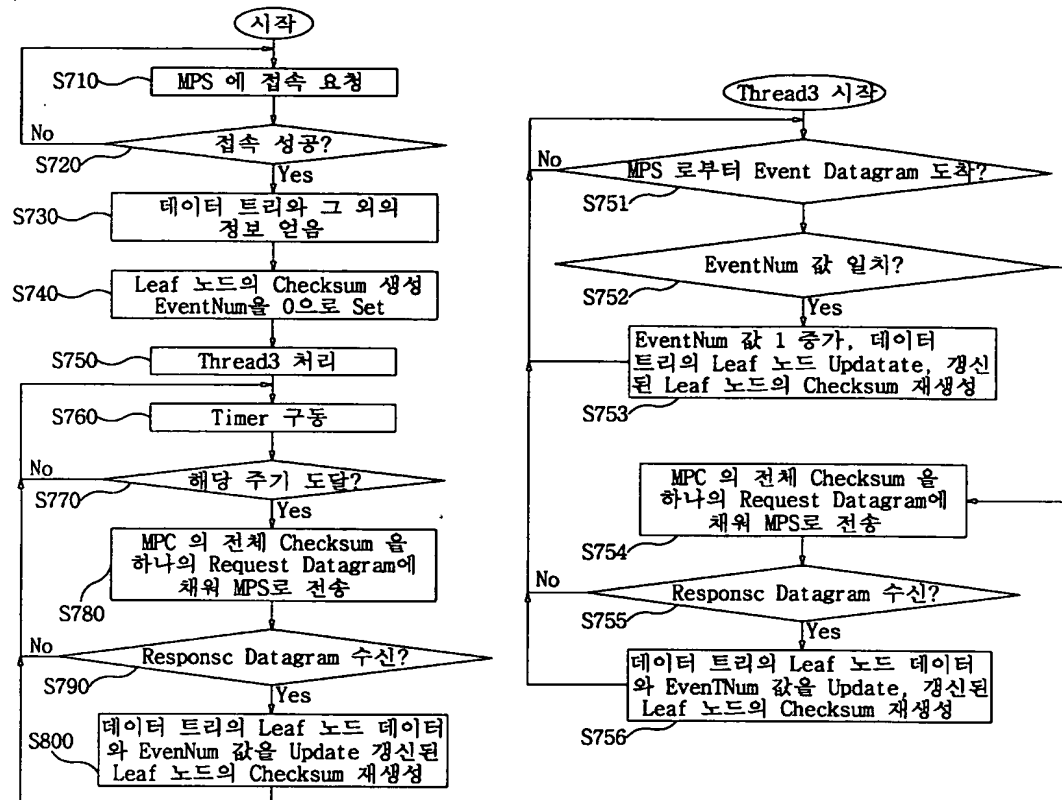 시작
S710
MPS 에 접속 요청
No
접속 성공?
S720
Yes
S730
데이터 트리와 그 외의
정보 얻음
S740
Leaf 노드의 Checksum 생성
EventNum을 0으로 Set
S750
Thread3 처리
S760
Timer 구동
No
해당 주기 도달?
S770
Yes
MPC 의 전체 Checksum 을
하나의 Request Datagram에
채워 MPS로 전송
S780
No
Responsc Datagram 수신?
S790
Yes
S800
데이터 트리의 Leaf 노드 데이터
와 EvenNum 값을 Update 갱신된
Leaf 노드의 Checksum 재생성
Thread3 시작
No
MPS 로부터 Event Datagram 도착?
S751
EventNum 값 일치?
S752
Yes
EventNum 값 1 증가, 데이터
트리의 Leaf 노드 Updatate, 갱신
된 Leaf 노드의 Checksum 재생성
S753
MPC 의 전체 Checksum 을
하나의 Request Datagram에
채워 MPS로 전송
S754
No
Responsc Datagram 수신?
S755
Yes
데이터 트리의 Leaf 노드 데이터
와 EvenTNum 값을 Update, 갱신된
Leaf 노드의 Checksum 재생성
S756